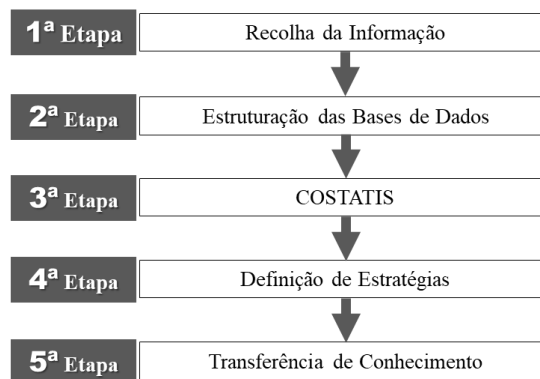 1ª Etapa Recolha da Informação
2ª Etapa Estruturação das Bases de Dados
3ª Etapa COSTATIS
4ª Etapa Definição de Estratégias
5ª Etapa Transferência de Conhecimento